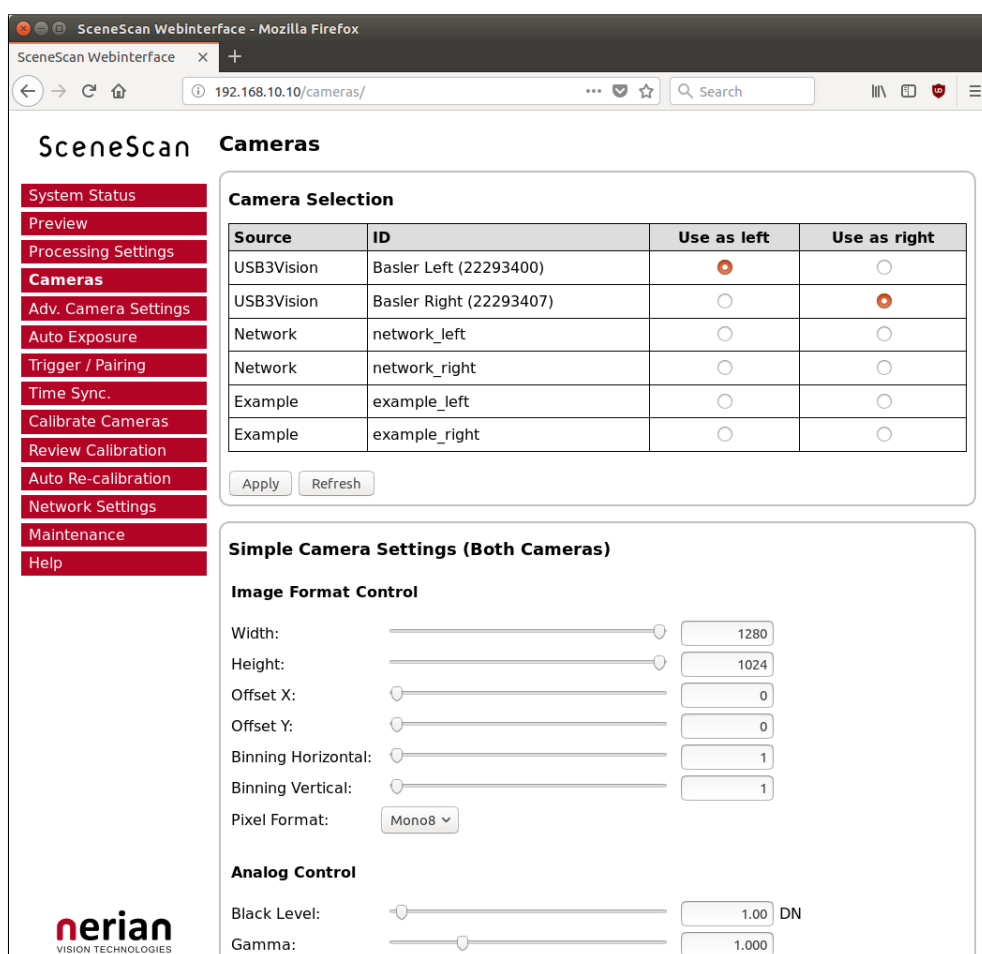 SceneScan Webinterface - Mozilla Firefox
SceneScan Webinterface
192.168.10.10/cameras/
Search
SceneScan
System Status
Preview
Processing Settings
Cameras
Adv. Camera Settings
Auto Exposure
Trigger / Pairing
Time Sync.
Calibrate Cameras
Review Calibration
Auto Re-calibration
Network Settings
Maintenance
Help
nerian
VISION TECHNOLOGIES
Cameras
Camera Selection
Source ID Use as left Use as right
USB3Vision Basler Left (22293400)
USB3Vision Basler Right (22293407)
Network network_left
Network network_right
Example example_left
Example example_right
Apply Refresh
Simple Camera Settings (Both Cameras)
Image Format Control
Width: 1280
Height: 1024
Offset X: 0
Offset Y: 0
Binning Horizontal: 1
Binning Vertical: 1
Pixel Format: Mono8
Analog Control
Black Level: 1.00 DN
Gamma: 1.000